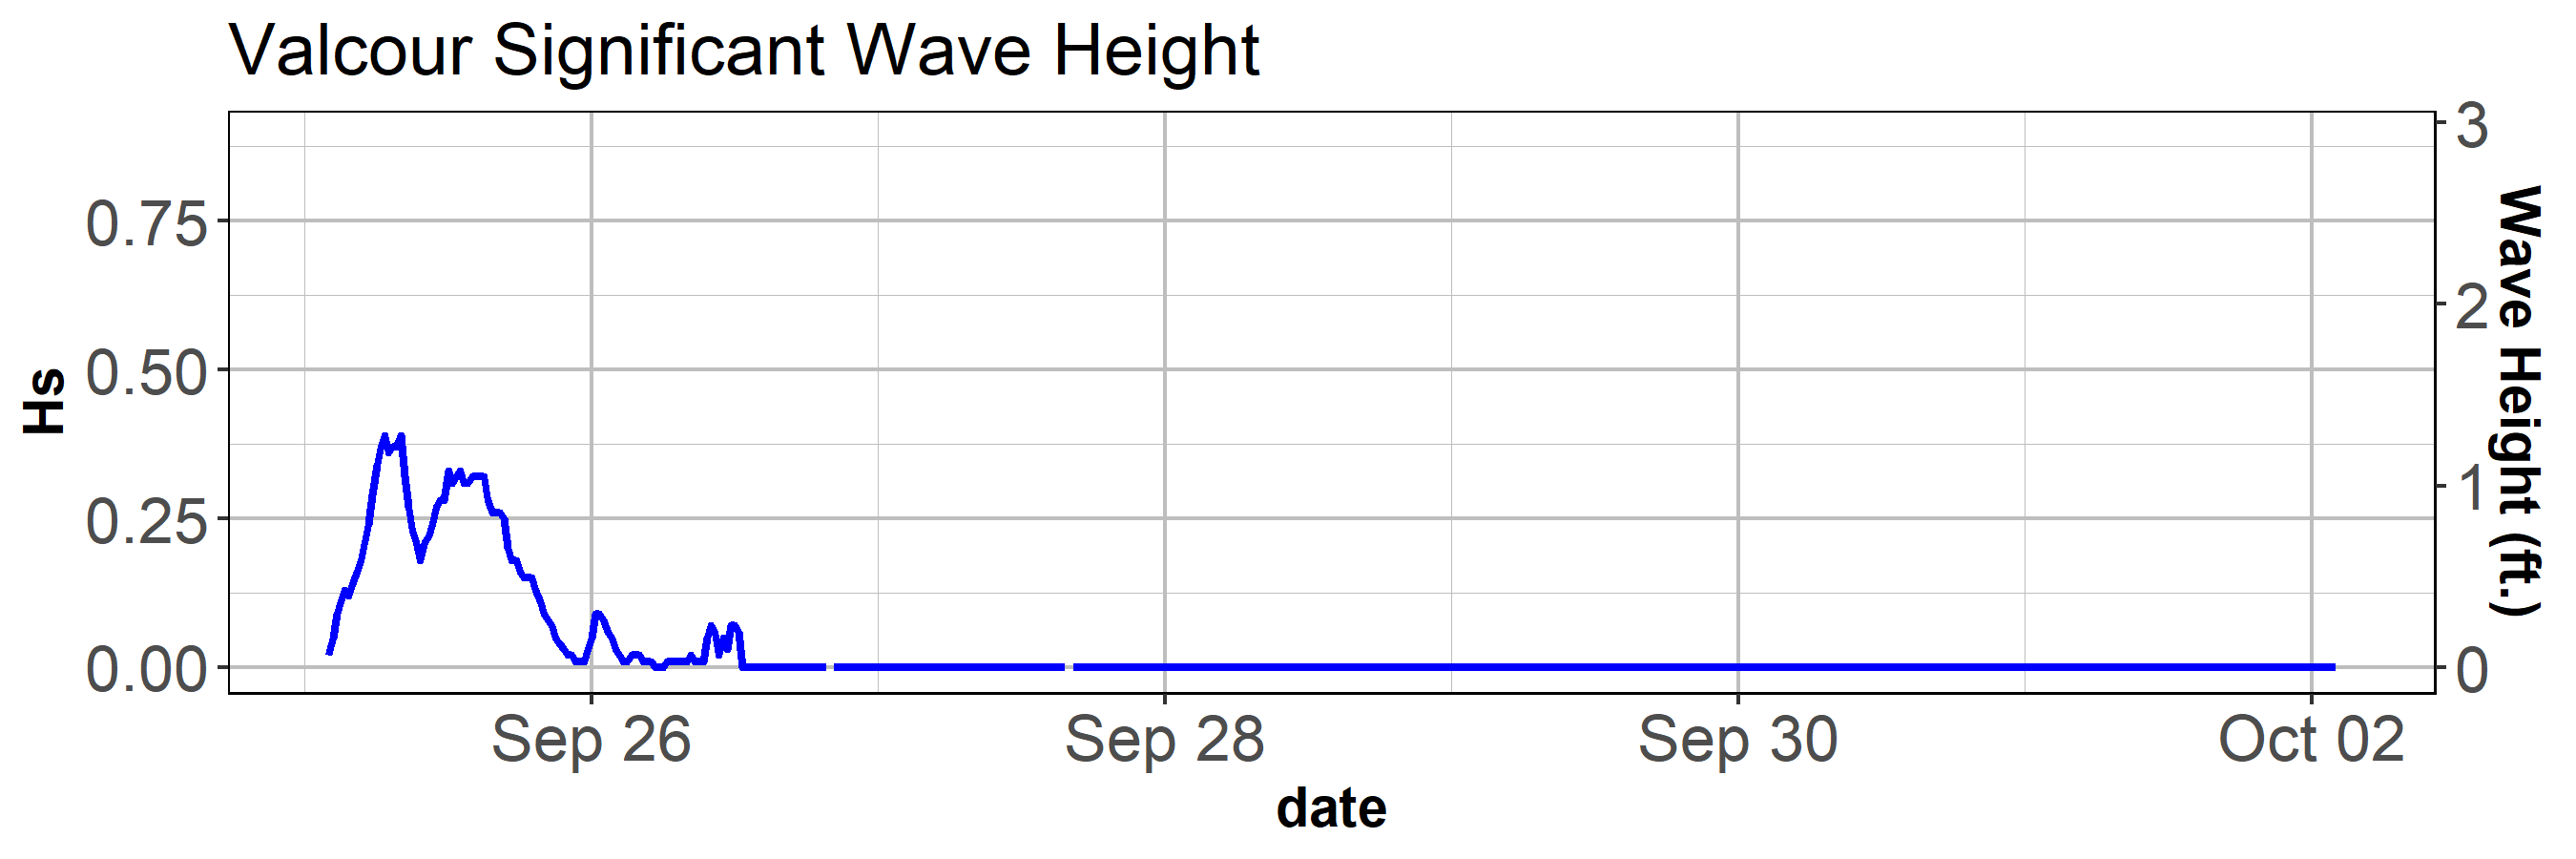 Valcour Significant Wave Height
Hs
0.75
0.50
0.25
0.00
3
2
1
0
Wave Height (ft.)
Sep 26
Sep 28
Sep 30
Oct 02
date